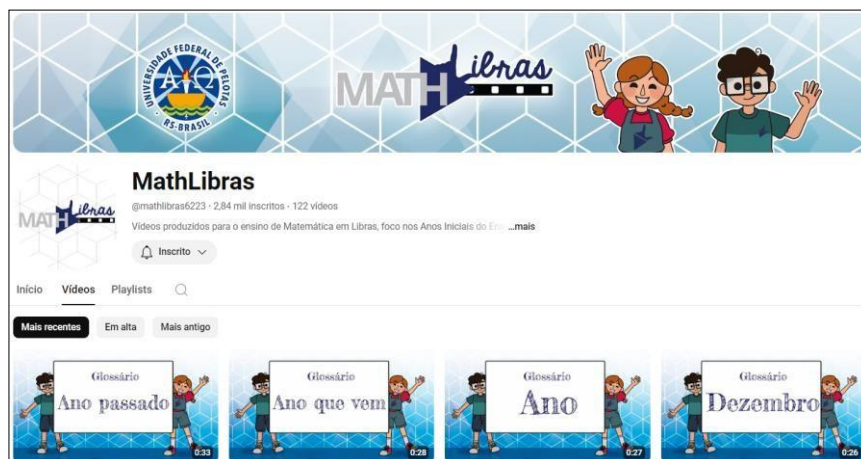 UNIVERSIDADE FEDERAL DE PELOTAS
RS-BRASIL
MATH Libras
MATH Libras
MathLibras
@mathlibras6223 · 2,84 mil inscritos · 122 vídeos
Vídeos produzidos para o ensino de Matemática em Libras, foco nos Anos Iniciais do ...mais
Inscrito
Início Vídeos Playlists
Mais recentes Em alta Mais antigo
Glossário Glossário Glossário Glossário
Ano passado Ano que vem Ano Dezembro
0:33 0:28 0:27 0:26